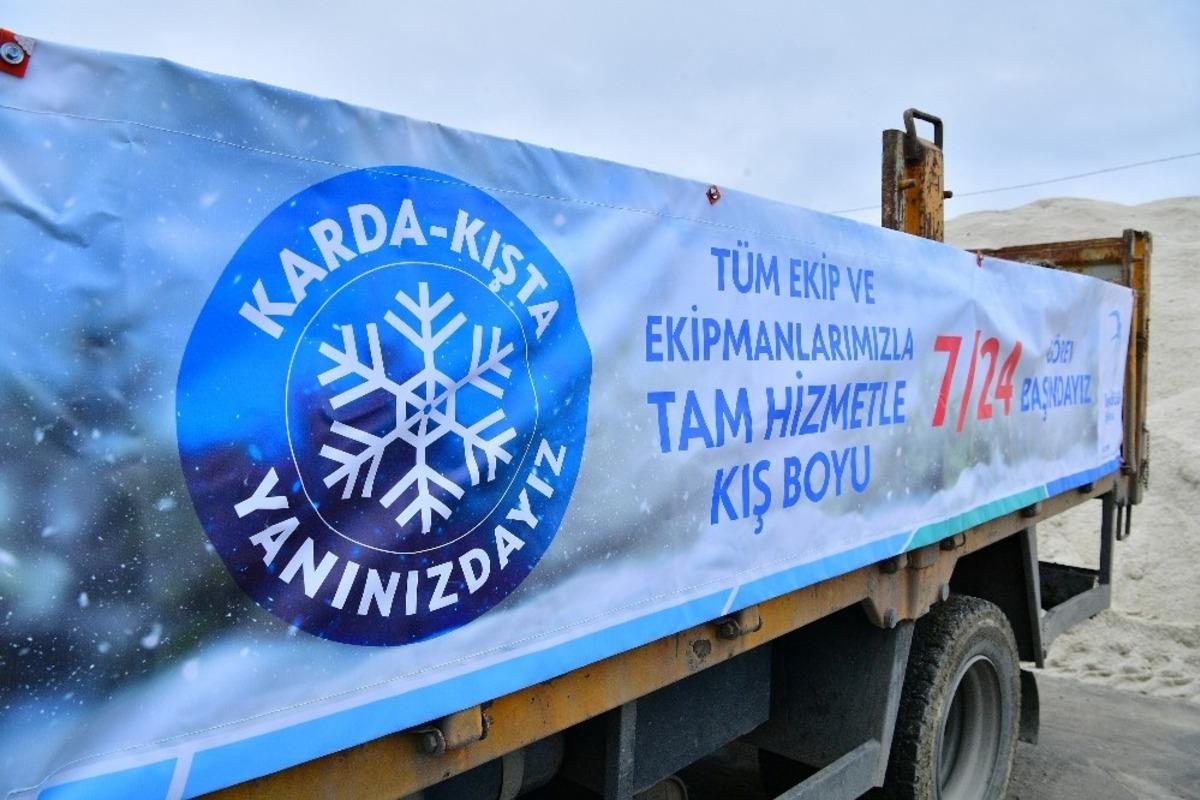 KARDA-KIŞTA
YANINIZDAYIZ
TÜM EKİP VE
EKİPMANLARIMIZLA
TAM HİZMETLE
KIŞ BOYU
7/24
GÖREV
BAŞINDAYIZ